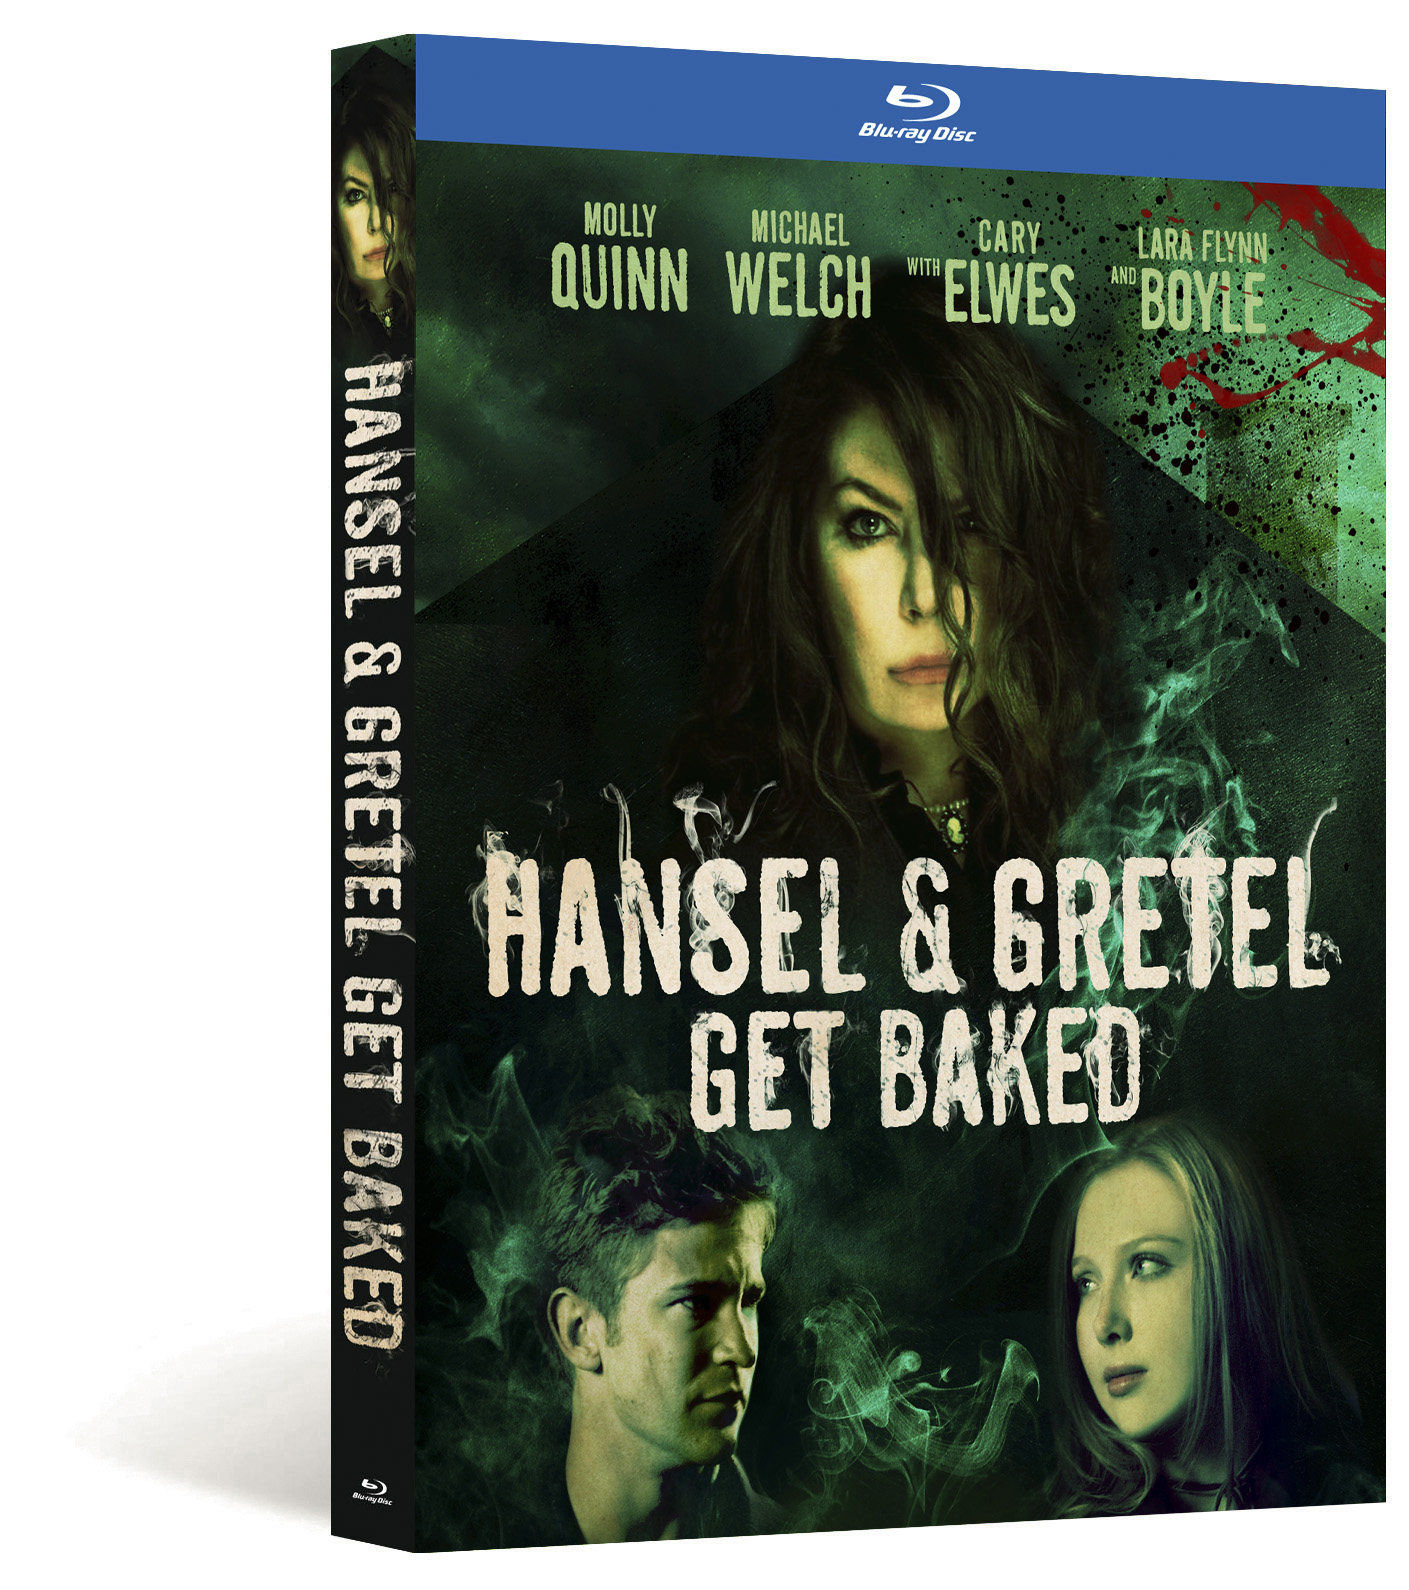 Blu-ray Disc
MOLLY
QUINN
MICHAEL
WELCH
CARY
WITH ELWES
LARA FLYNN
AND BOYLE
HANSEL & GRETEL
GET BAKED
HANSEL & GRETEL GET BAKED
Blu-ray Disc